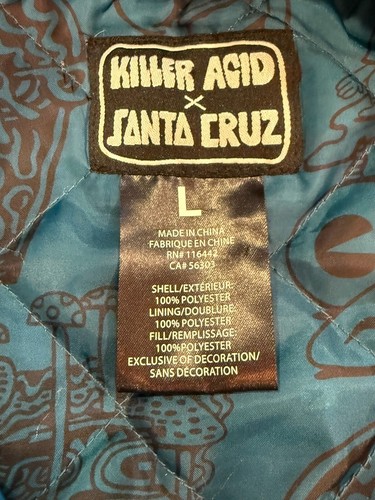 KILLER ACID
×
SANTA CRUZ
L
MADE IN CHINA
FABRIQUE EN CHINE
RN# 116442
CA# 56303
SHELL/EXTÉRIEUR:
100% POLYESTER
LINING/DOUBLURE:
100% POLYESTER
FILL/REMPLISSAGE:
100%POLYESTER
EXCLUSIVE OF DECORATION/
SANS DÉCORATION